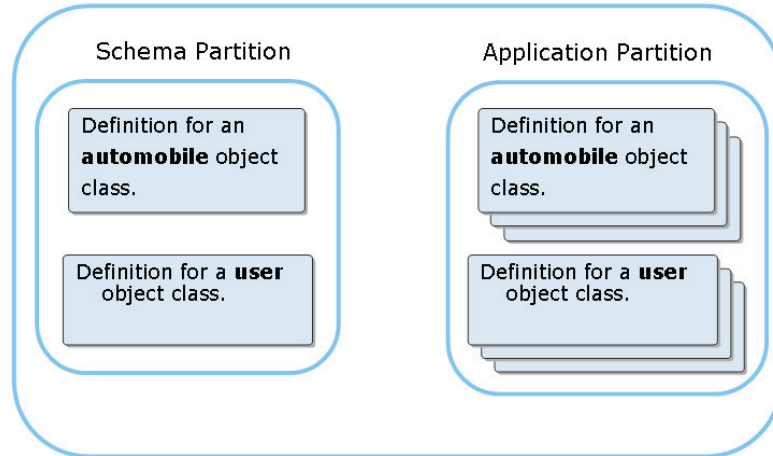 Schema Partition
Definition for an
automobile object
class.
Definition for a user
object class.
Application Partition
Definition for an
automobile object
class.
Definition for a user
object class.